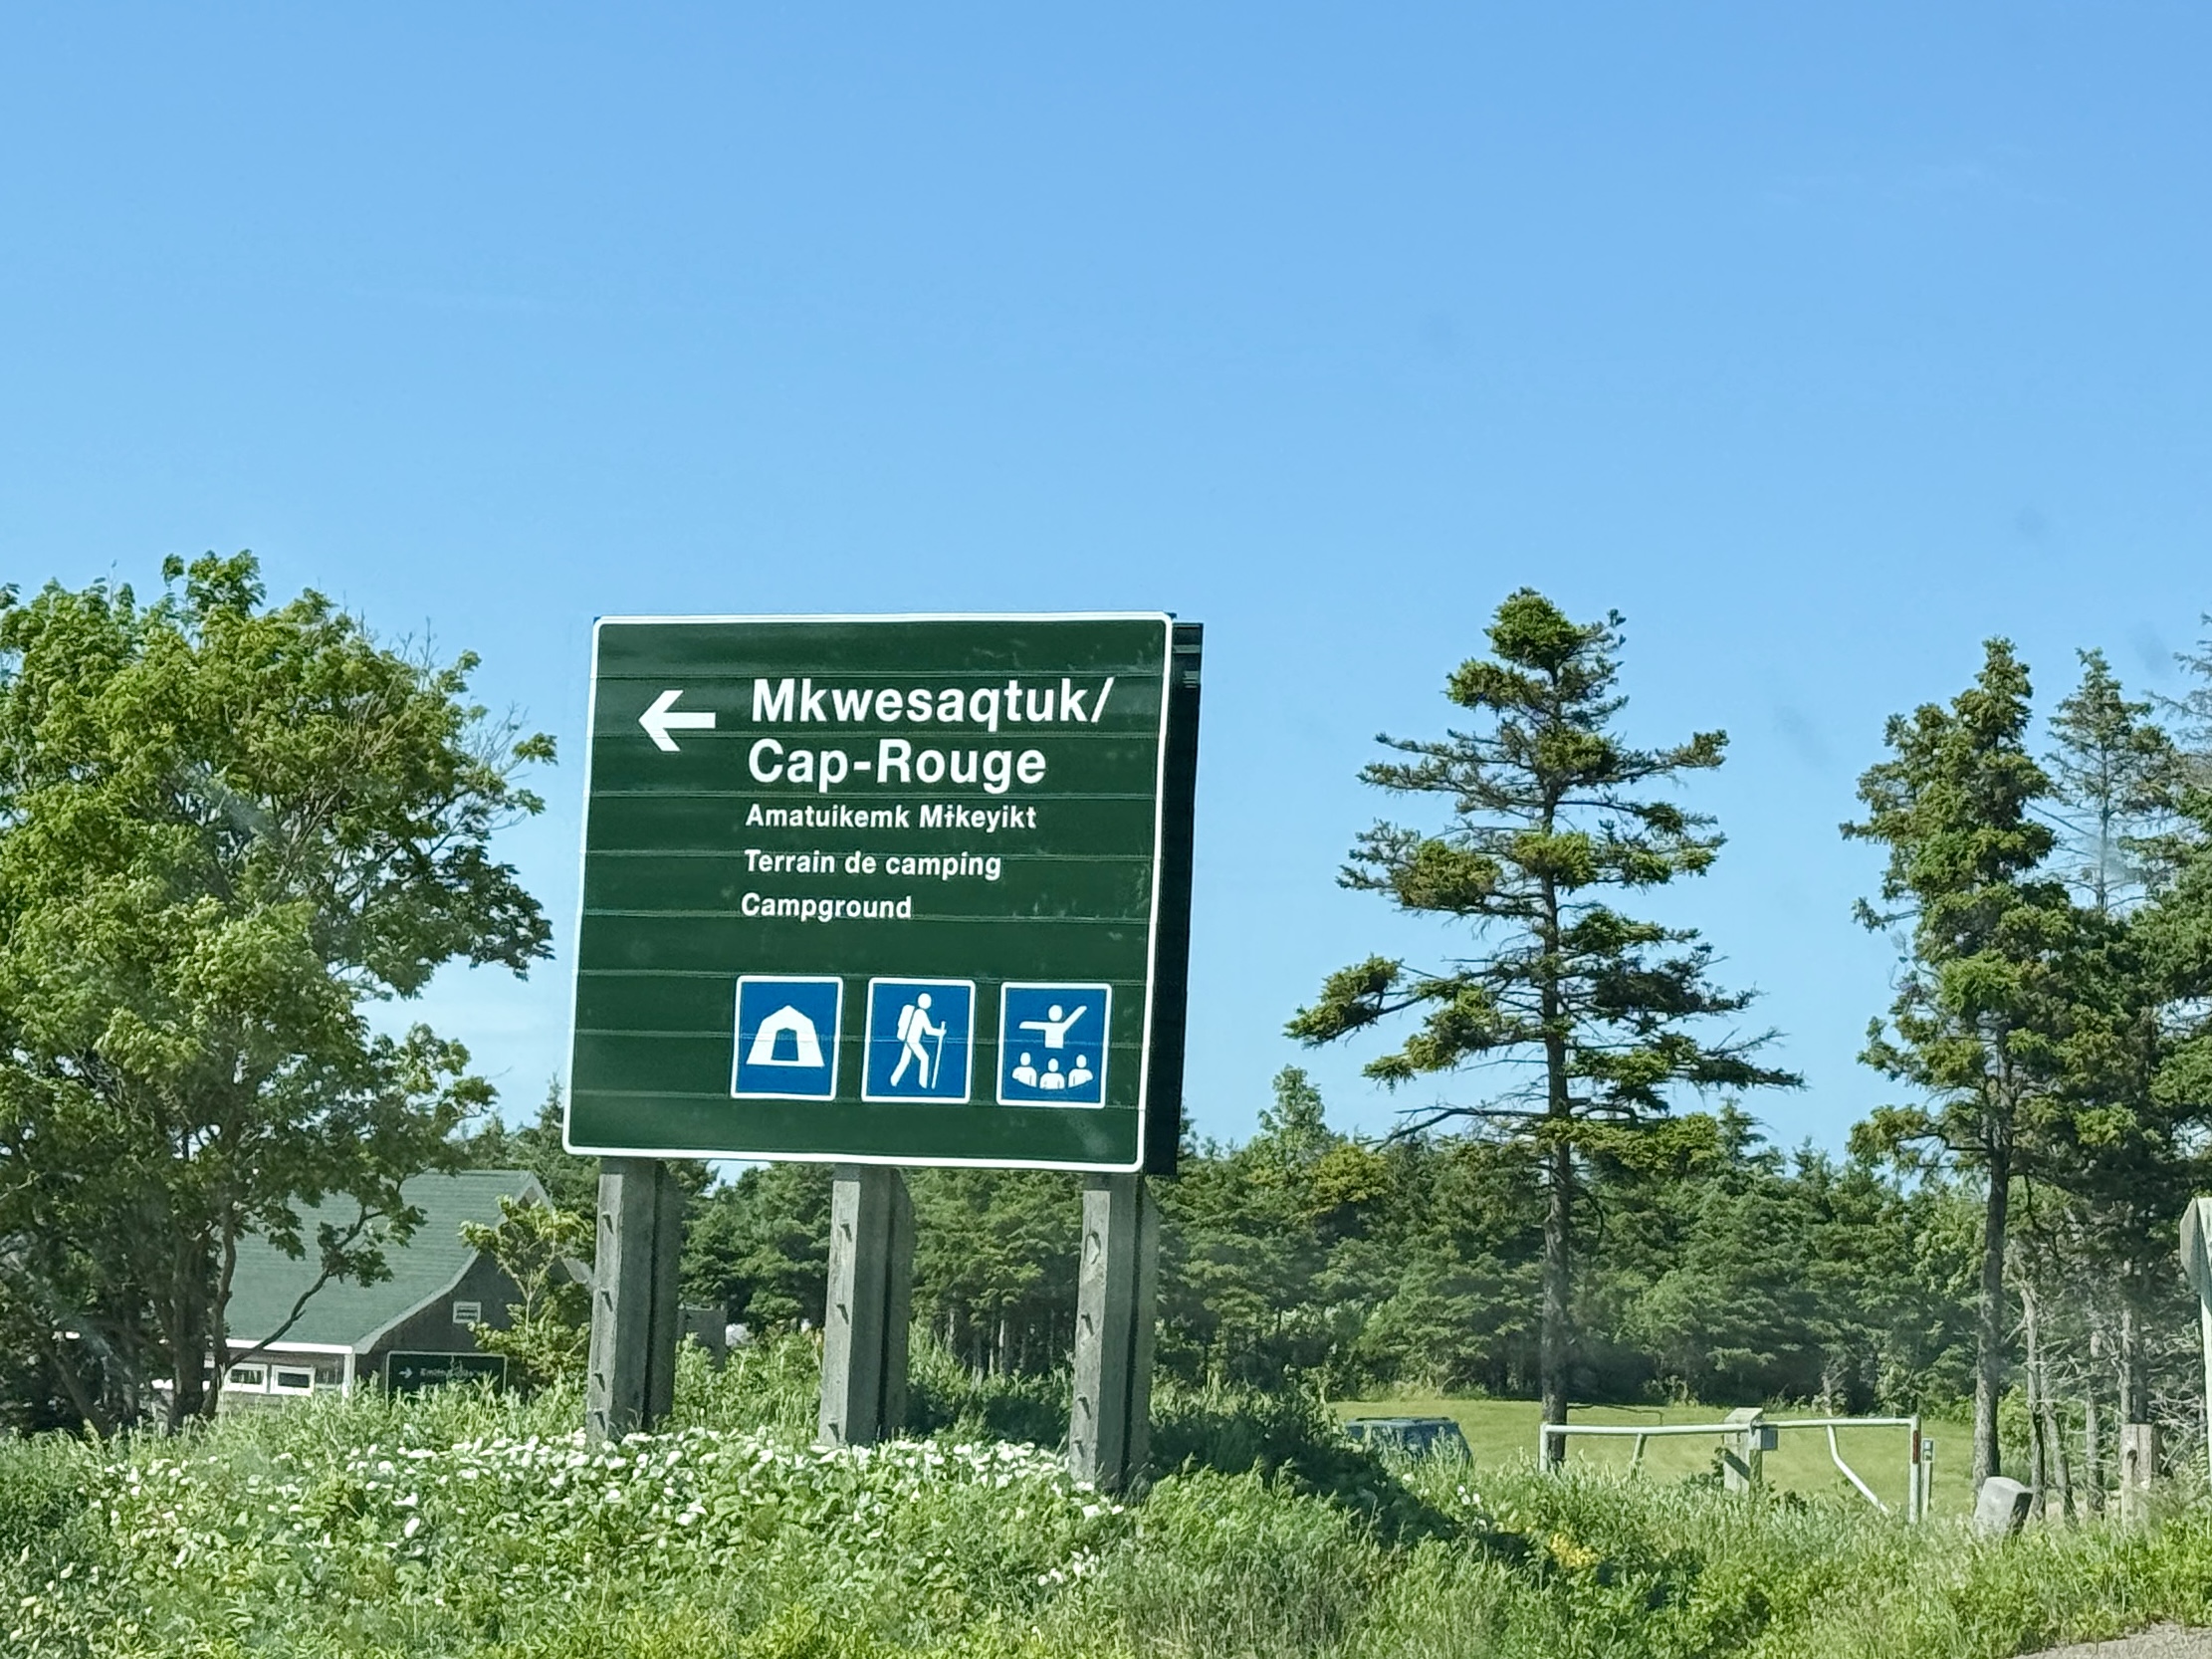 Mkwesaqtuk/
Cap-Rouge
Amatuikemk Mɨkeyikt
Terrain de camping
Campground